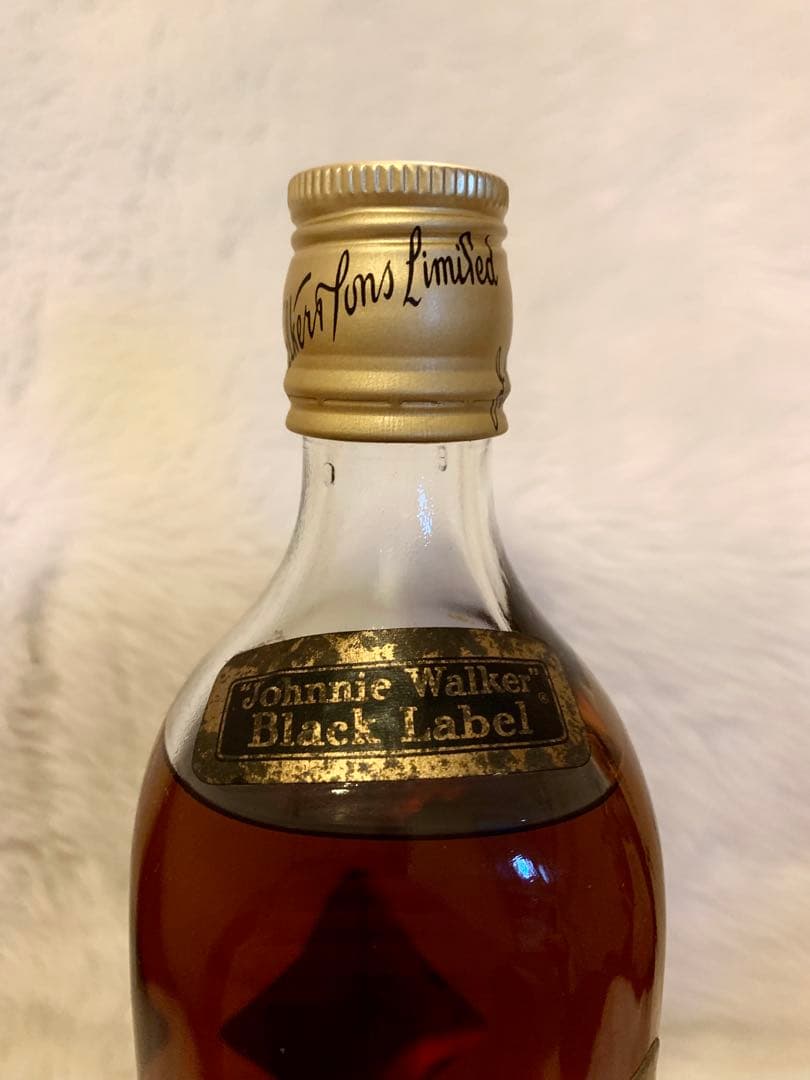 Sons Limited
"Johnnie Walker"®
Black Label